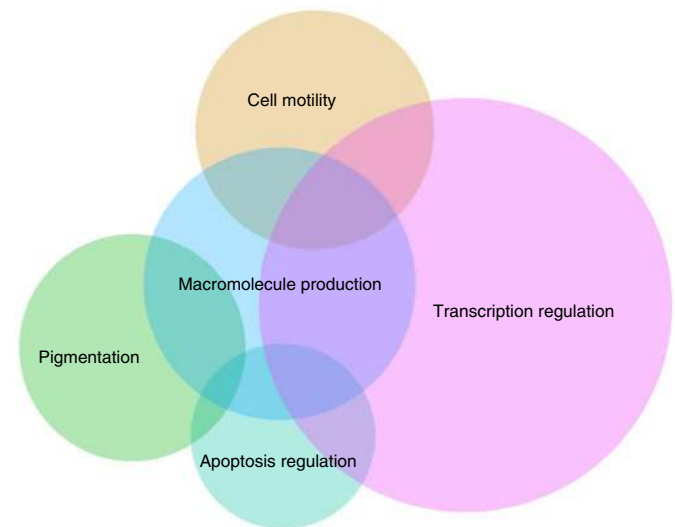 Cell motility
Macromolecule production
Transcription regulation
Pigmentation
Apoptosis regulation